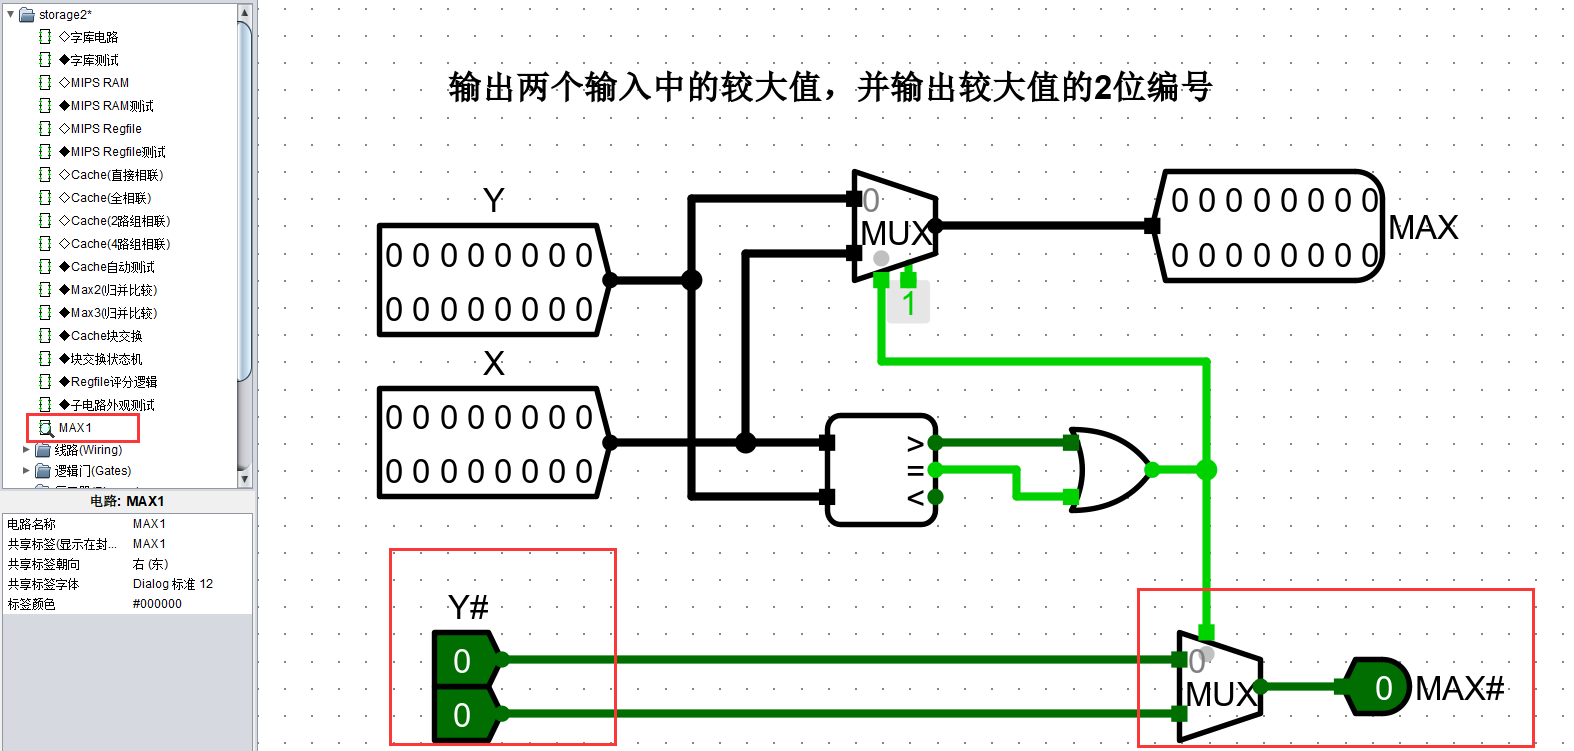 storage2*
◇字库电路
◆字库测试
◇MIPS RAM
◆MIPS RAM测试
◇MIPS Regfile
◆MIPS Regfile测试
◇Cache(直接相联)
◇Cache(全相联)
◇Cache(2路组相联)
◇Cache(4路组相联)
◆Cache自动测试
◆Max2(归并比较)
◆Max3(归并比较)
◆Cache块交换
◆块交换状态机
◆Regfile评分逻辑
◆子电路外观测试
MAX1
线路(Wiring)
逻辑门(Gates)
电路: MAX1
电路名称 MAX1
共享标签(显示在封... MAX1
共享标签朝向 右 (东)
共享标签字体 Dialog 标准 12
标签颜色 #000000
输出两个输入中的较大值，并输出较大值的2位编号
Y
0 0 0 0 0 0 0 0
0 0 0 0 0 0 0 0
X
0 0 0 0 0 0 0 0
0 0 0 0 0 0 0 0
0
MUX
1
0 0 0 0 0 0 0 0
0 0 0 0 0 0 0 0
MAX
>
=
<
Y#
0
0
0
MUX
0
MAX#